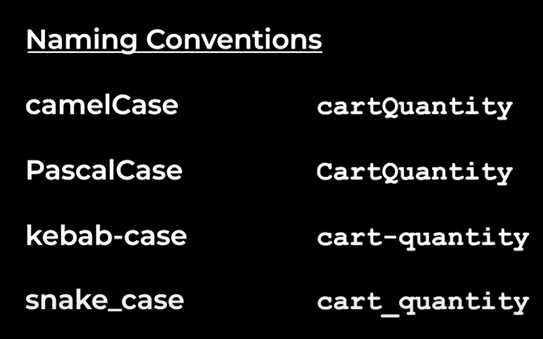 Naming Conventions
camelCase cartQuantity
PascalCase CartQuantity
kebab-case cart-quantity
snake_case cart_quantity